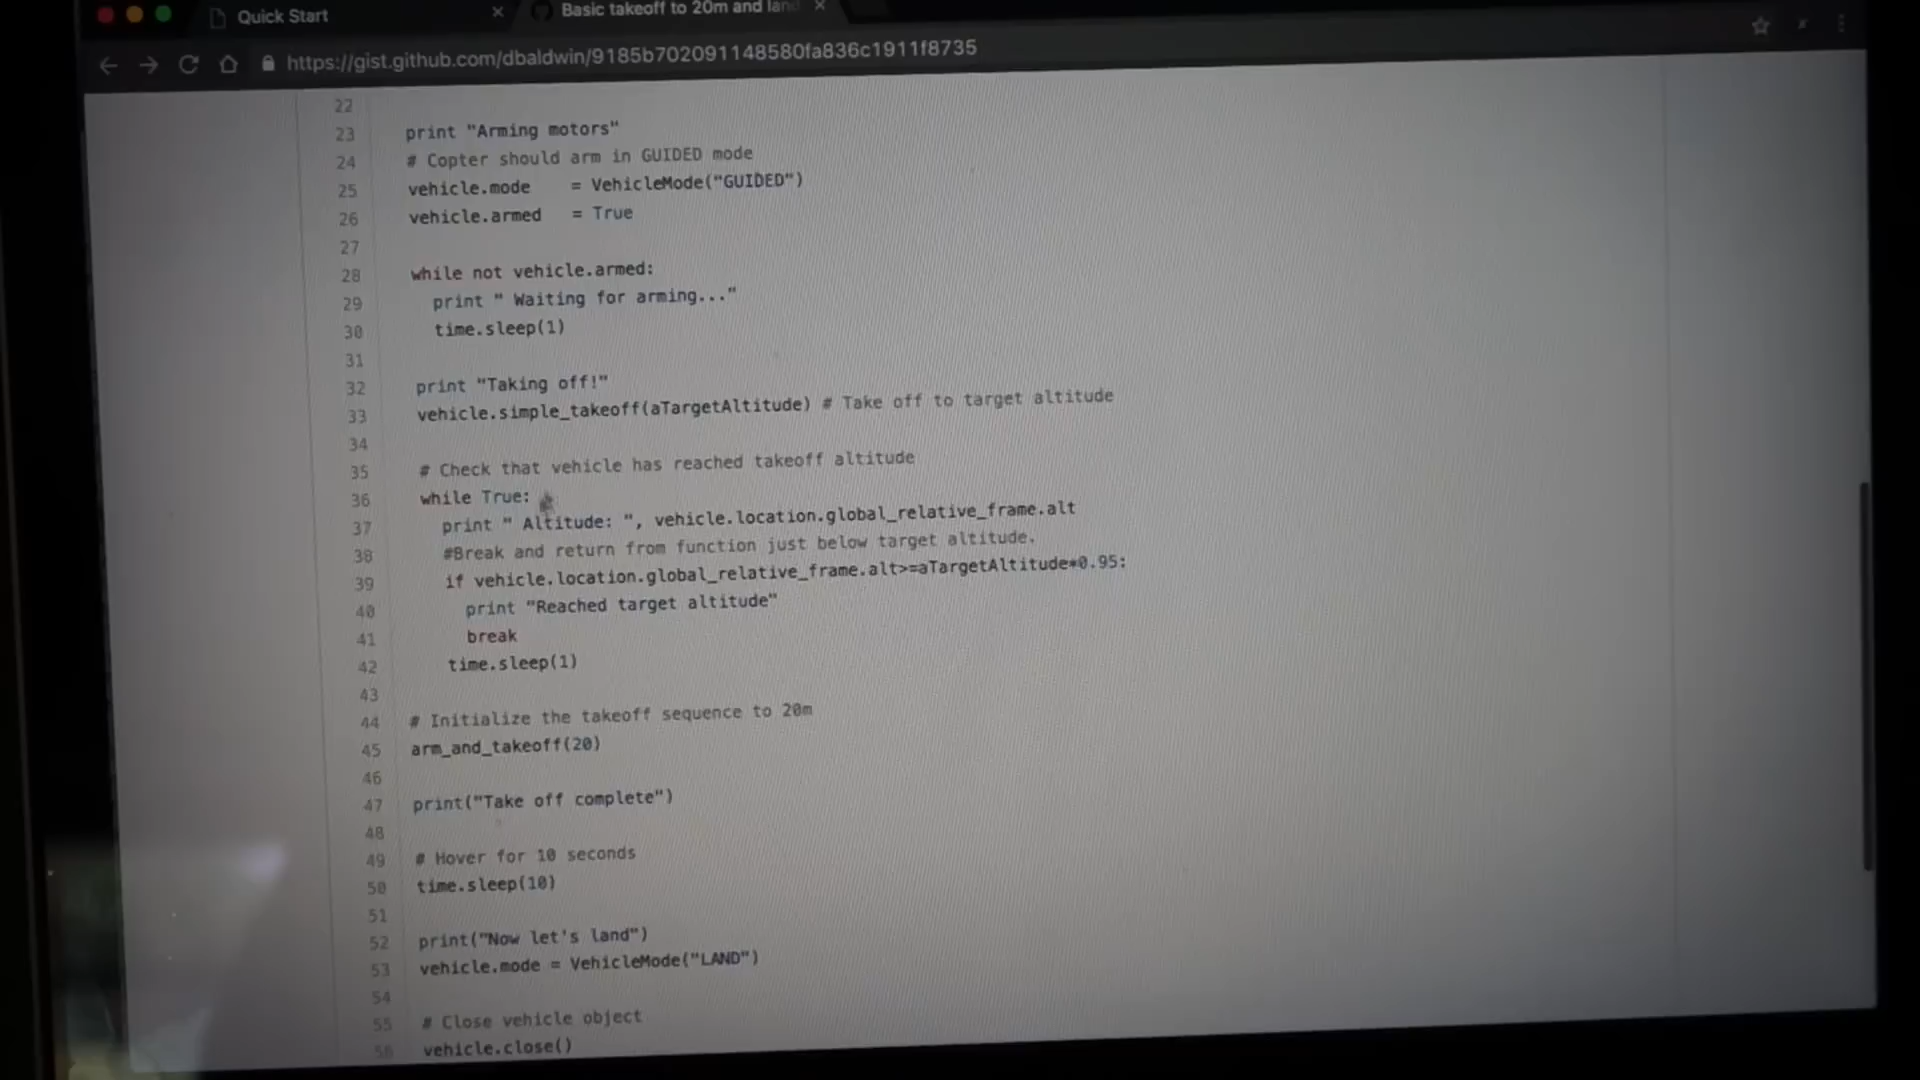 Quick Start
Basic takeoff to 20m and land
https://gist.github.com/dbaldwin/9185b702091148580fa836c1911f8735
22
23 print "Arming motors"
24 # Copter should arm in GUIDED mode
25 vehicle.mode    = VehicleMode("GUIDED")
26 vehicle.armed   = True
27
28 while not vehicle.armed:
29   print " Waiting for arming..."
30   time.sleep(1)
31
32 print "Taking off!"
33 vehicle.simple_takeoff(aTargetAltitude) # Take off to target altitude
34
35 # Check that vehicle has reached takeoff altitude
36 while True:
37   print " Altitude: ", vehicle.location.global_relative_frame.alt
38   #Break and return from function just below target altitude.
39   if vehicle.location.global_relative_frame.alt>=aTargetAltitude*0.95:
40     print "Reached target altitude"
41     break
42   time.sleep(1)
43
44 # Initialize the takeoff sequence to 20m
45 arm_and_takeoff(20)
46
47 print("Take off complete")
48
49 # Hover for 10 seconds
50 time.sleep(10)
51
52 print("Now let's land")
53 vehicle.mode = VehicleMode("LAND")
54
55 # Close vehicle object
56 vehicle.close()